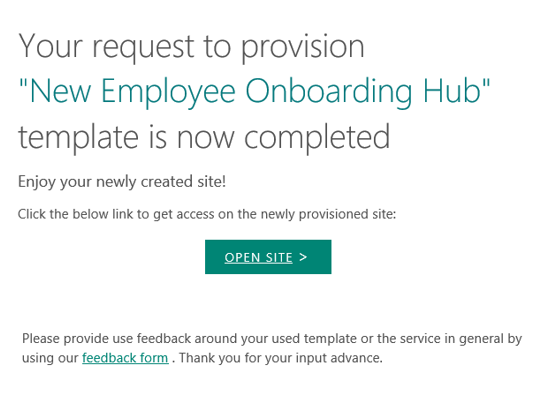 Your request to provision
"New Employee Onboarding Hub"
template is now completed
Enjoy your newly created site!
Click the below link to get access on the newly provisioned site:
OPEN SITE >
Please provide use feedback around your used template or the service in general by
using our feedback form . Thank you for your input advance.